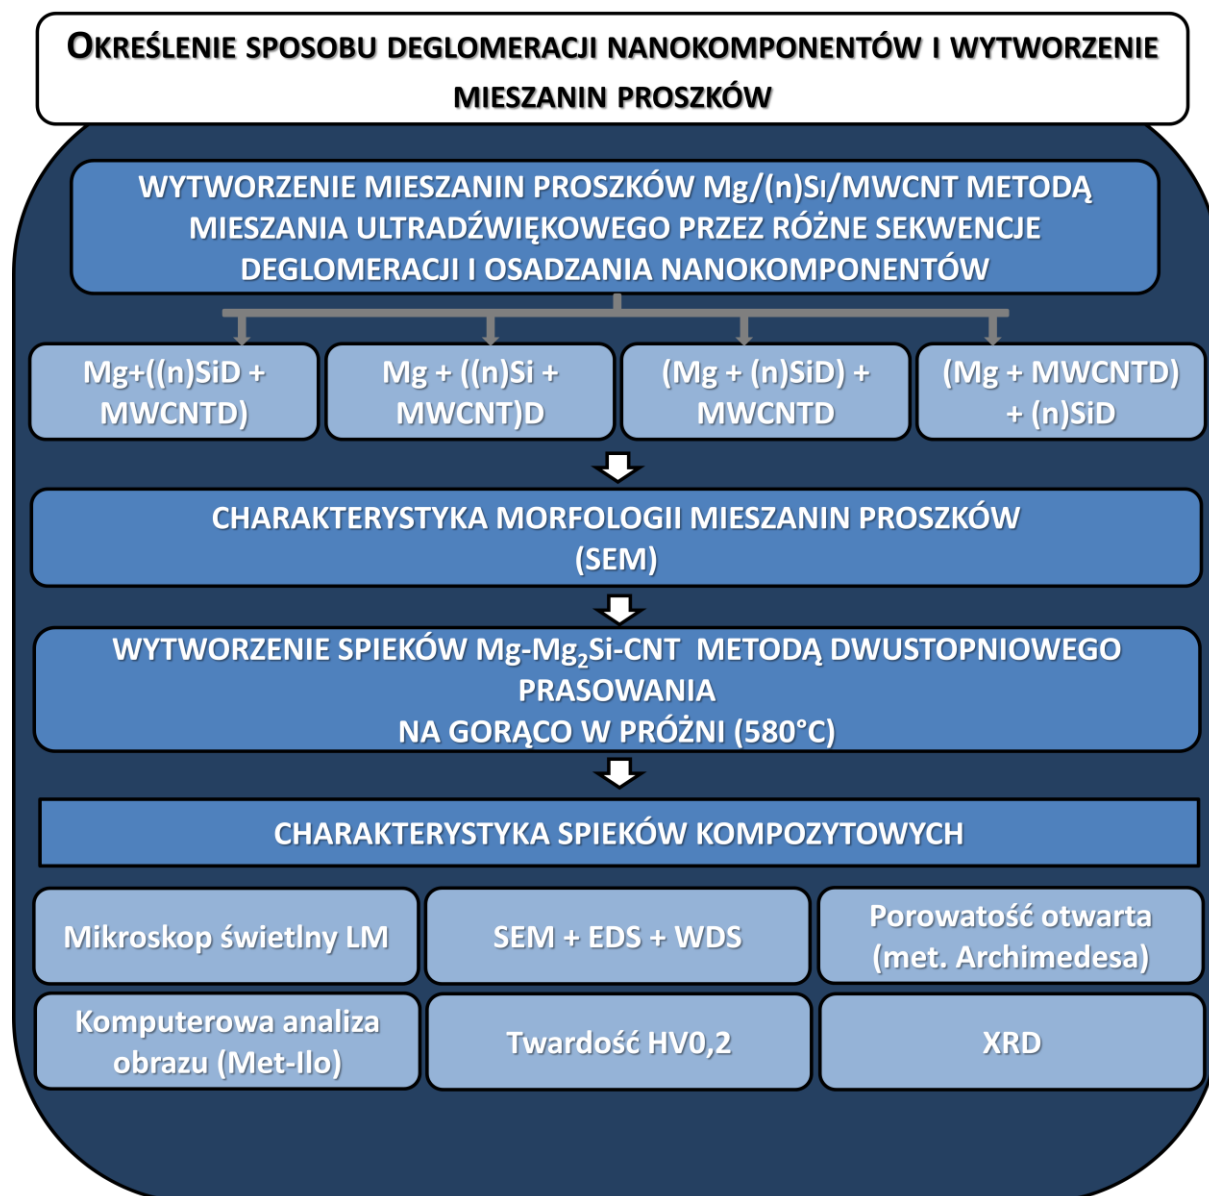 OKREŚLENIE SPOSOBU DEGLOMERACJI NANOKOMPONENTÓW I WYTWORZENIE
MIESZANIN PROSZKÓW
WYTWORZENIE MIESZANIN PROSZKÓW Mg/(n)SI/MWCNT METODĄ
MIESZANIA ULTRADŹWIĘKOWEGO PRZEZ RÓŻNE SEKWENCJE
DEGLOMERACJI I OSADZANIA NANOKOMPONENTÓW
Mg+((n)SiD +
MWCNTD)
Mg + ((n)Si +
MWCNT)D
(Mg + (n)SiD) +
MWCNTD
(Mg + MWCNTD)
+ (n)SiD
CHARAKTERYSTYKA MORFOLOGII MIESZANIN PROSZKÓW
(SEM)
WYTWORZENIE SPIEKÓW Mg-Mg₂Si-CNT METODĄ DWUSTOPNIOWEGO
PRASOWANIA
NA GORĄCO W PRÓŻNI (580°C)
CHARAKTERYSTYKA SPIEKÓW KOMPOZYTOWYCH
Mikroskop świetlny LM
SEM + EDS + WDS
Porowatość otwarta
(met. Archimedesa)
Komputerowa analiza
obrazu (Met-Ilo)
Twardość HV0,2
XRD